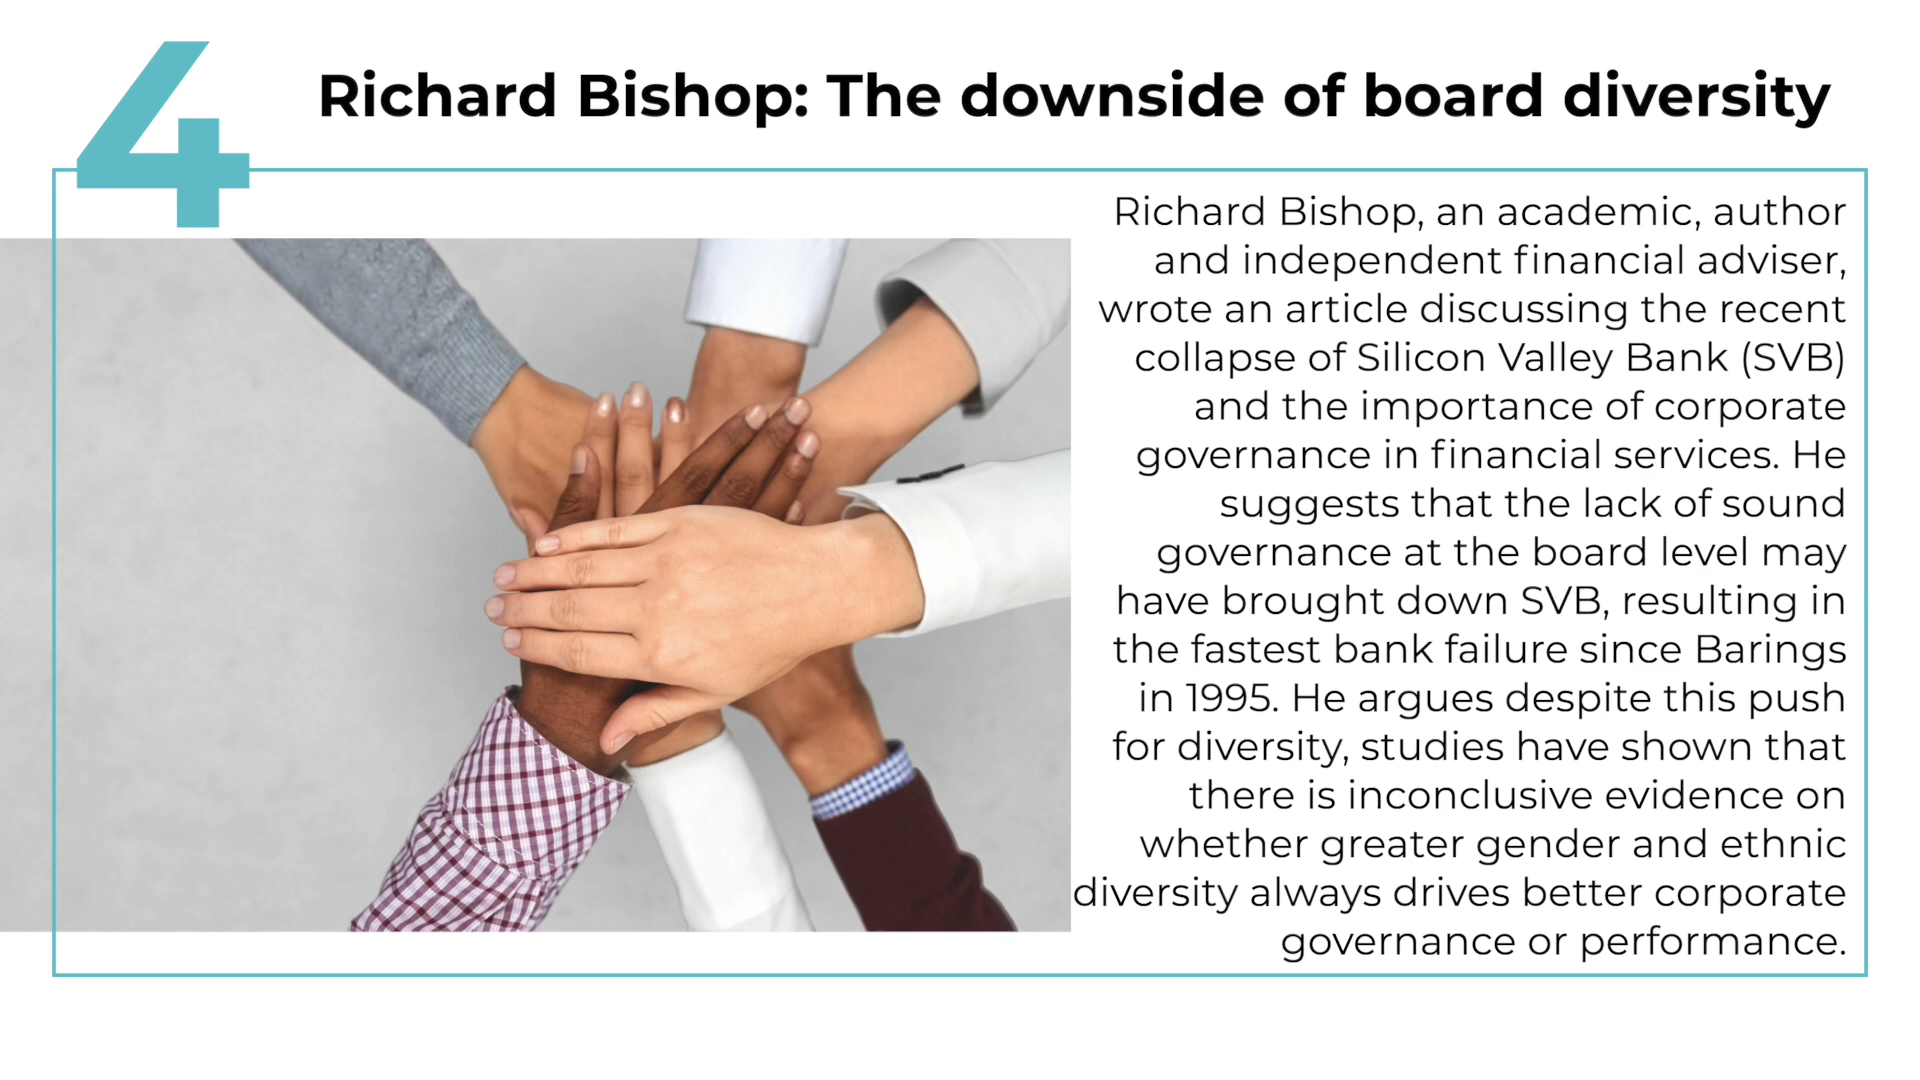 4
Richard Bishop: The downside of board diversity
Richard Bishop, an academic, author
and independent financial adviser,
wrote an article discussing the recent
collapse of Silicon Valley Bank (SVB)
and the importance of corporate
governance in financial services. He
suggests that the lack of sound
governance at the board level may
have brought down SVB, resulting in
the fastest bank failure since Barings
in 1995. He argues despite this push
for diversity, studies have shown that
there is inconclusive evidence on
whether greater gender and ethnic
diversity always drives better corporate
governance or performance.